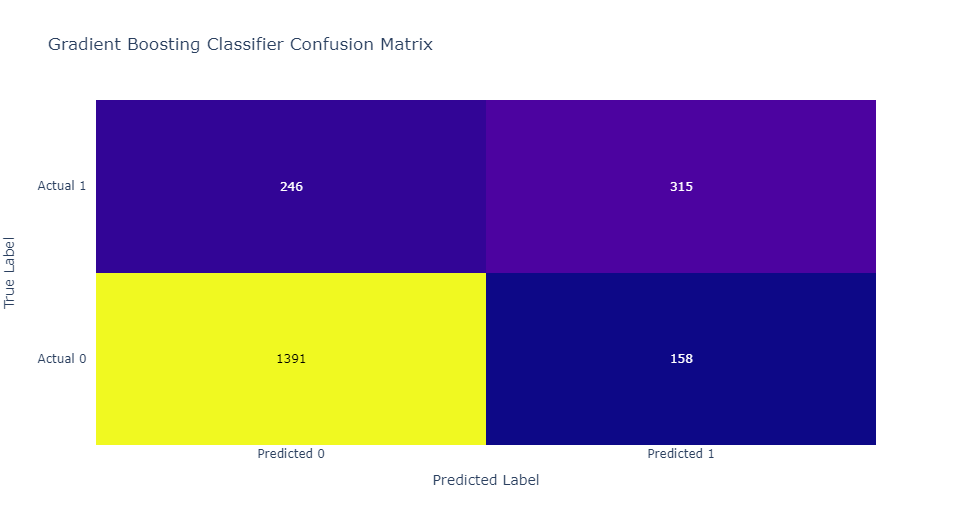 Gradient Boosting Classifier Confusion Matrix
True Label
Actual 1
246
315
Actual 0
1391
158
Predicted 0
Predicted 1
Predicted Label